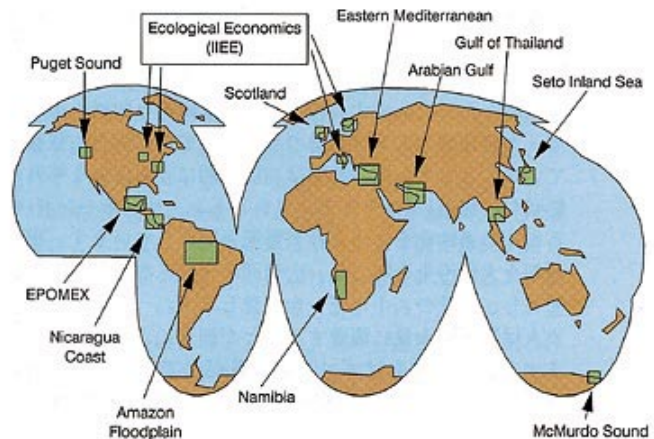 Eastern Mediterranean
Ecological Economics
(IIEE)
Gulf of Thailand
Puget Sound
Arabian Gulf
Seto Inland Sea
Scotland
EPOMEX
Nicaragua
Coast
Amazon
Floodplain
Namibia
McMurdo Sound